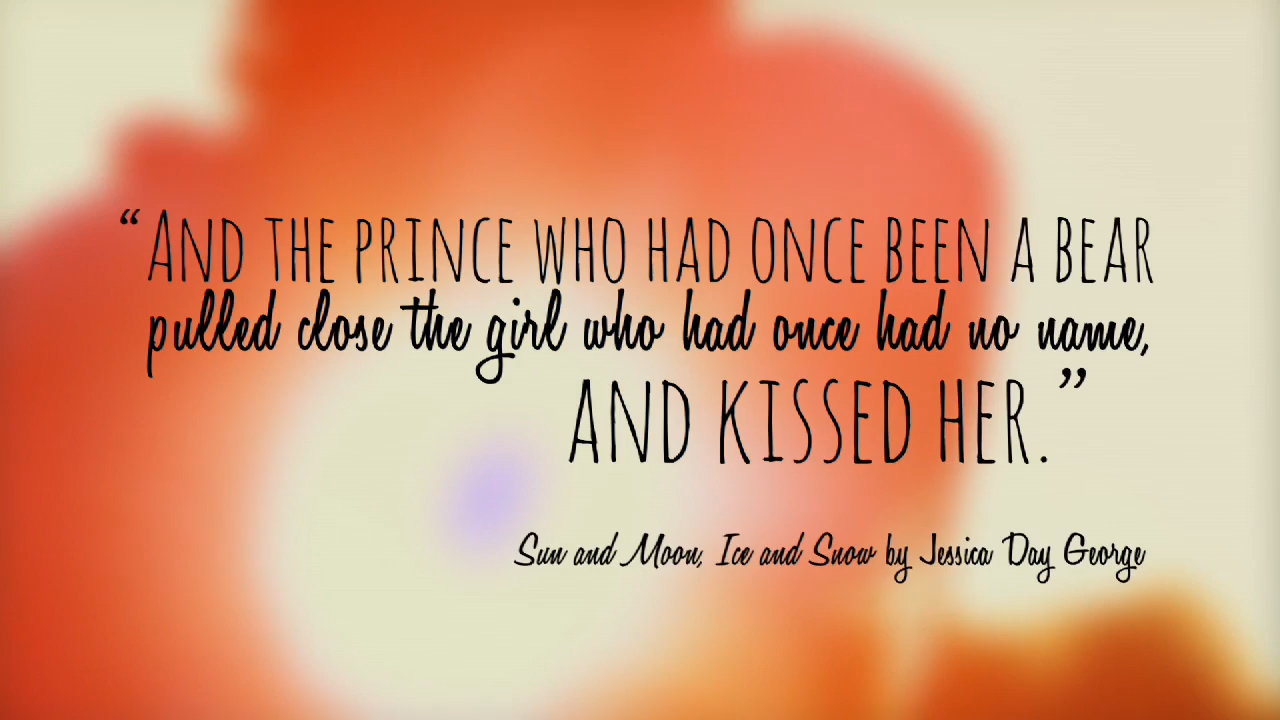 “AND THE PRINCE WHO HAD ONCE BEEN A BEAR
pulled close the girl who had once had no name,
AND KISSED HER.”
Sun and Moon, Ice and Snow by Jessica Day George